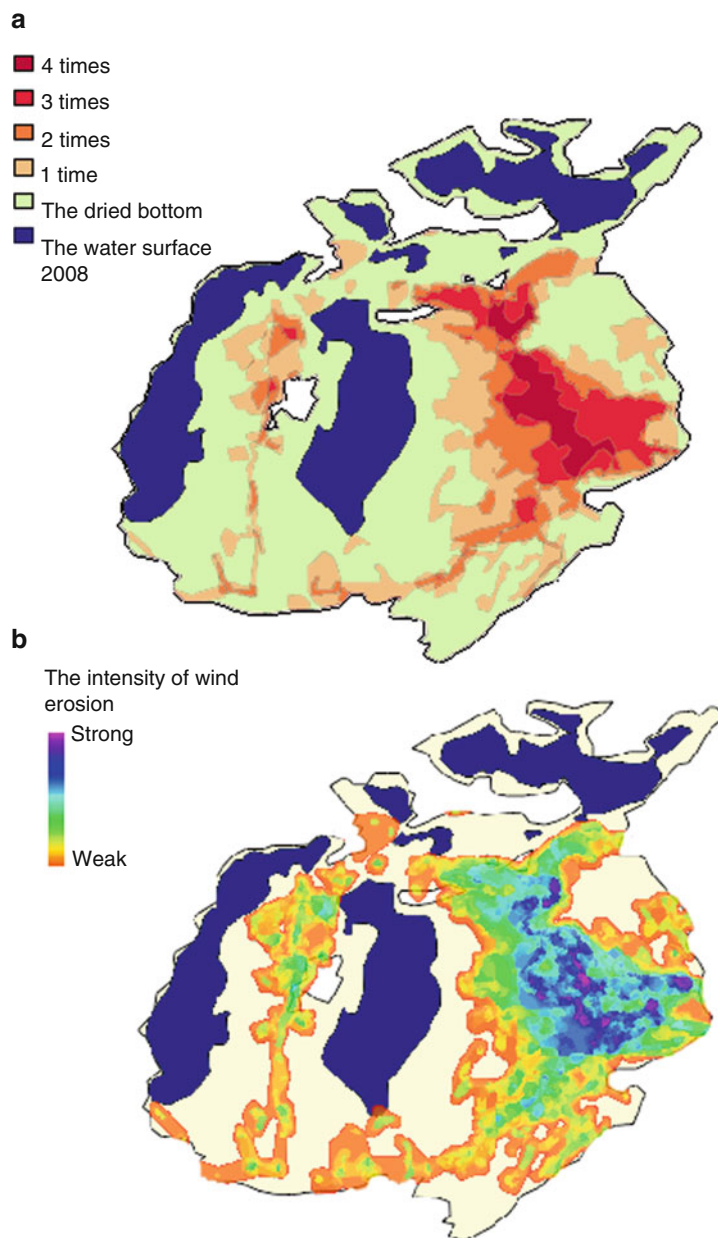 a
4 times
3 times
2 times
1 time
The dried bottom
The water surface
2008
b
The intensity of wind
erosion
Strong
Weak